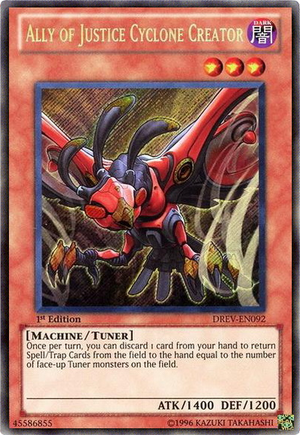 ALLY OF JUSTICE CYCLONE CREATOR
DARK
闇
1st Edition
DREV-EN092
[MACHINE/TUNER]
Once per turn, you can discard 1 card from your hand to return
Spell/Trap Cards from the field to the hand equal to the number
of face-up Tuner monsters on the field.
ATK/1400 DEF/1200
45586855
©1996 KAZUKI TAKAHASHI